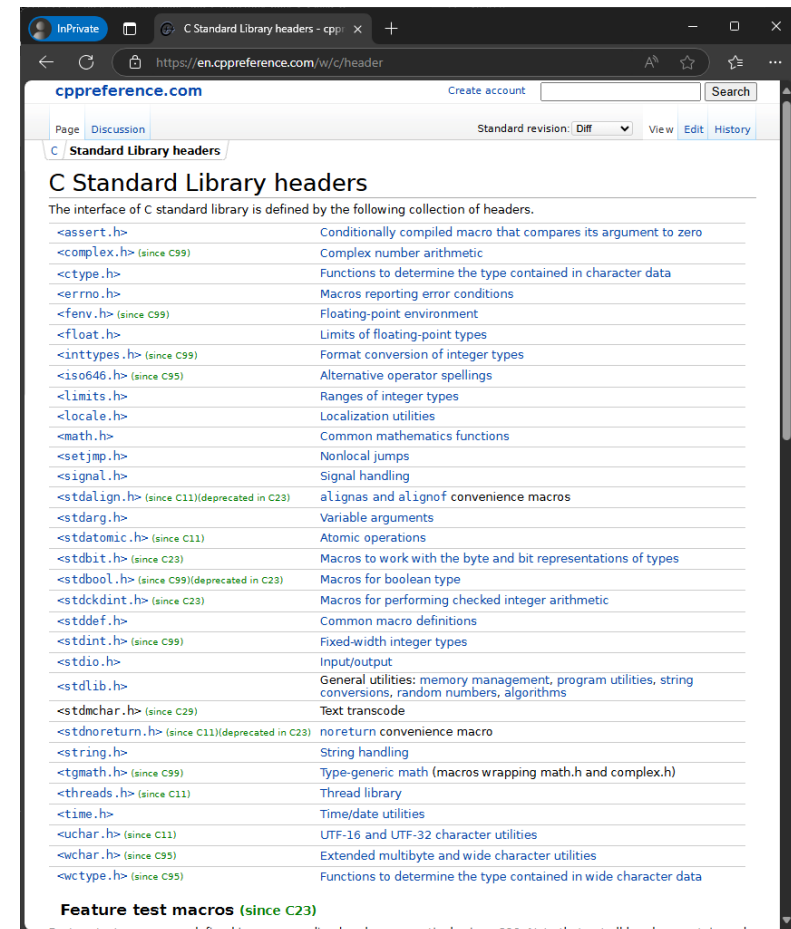 InPrivate
C Standard Library headers - cppr
https://en.cppreference.com/w/c/header
cppreference.com
Create account
Search
Page Discussion
Standard revision: Diff
View Edit History
C Standard Library headers
C Standard Library headers
The interface of C standard library is defined by the following collection of headers.
<assert.h> Conditionally compiled macro that compares its argument to zero
<complex.h> (since C99) Complex number arithmetic
<ctype.h> Functions to determine the type contained in character data
<errno.h> Macros reporting error conditions
<fenv.h> (since C99) Floating-point environment
<float.h> Limits of floating-point types
<inttypes.h> (since C99) Format conversion of integer types
<iso646.h> (since C95) Alternative operator spellings
<limits.h> Ranges of integer types
<locale.h> Localization utilities
<math.h> Common mathematics functions
<setjmp.h> Nonlocal jumps
<signal.h> Signal handling
<stdalign.h> (since C11)(deprecated in C23) alignas and alignof convenience macros
<stdarg.h> Variable arguments
<stdatomic.h> (since C11) Atomic operations
<stdbit.h> (since C23) Macros to work with the byte and bit representations of types
<stdbool.h> (since C99)(deprecated in C23) Macros for boolean type
<stdckdint.h> (since C23) Macros for performing checked integer arithmetic
<stddef.h> Common macro definitions
<stdint.h> (since C99) Fixed-width integer types
<stdio.h> Input/output
<stdlib.h> General utilities: memory management, program utilities, string
conversions, random numbers, algorithms
<stdmchar.h> (since C29) Text transcode
<stdnoreturn.h> (since C11)(deprecated in C23) noreturn convenience macro
<string.h> String handling
<tgmath.h> (since C99) Type-generic math (macros wrapping math.h and complex.h)
<threads.h> (since C11) Thread library
<time.h> Time/date utilities
<uchar.h> (since C11) UTF-16 and UTF-32 character utilities
<wchar.h> (since C95) Extended multibyte and wide character utilities
<wctype.h> (since C95) Functions to determine the type contained in wide character data
Feature test macros (since C23)